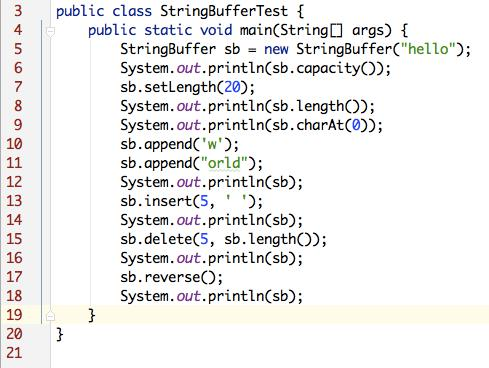 3 public class StringBufferTest {
4     public static void main(String[] args) {
5         StringBuffer sb = new StringBuffer("hello");
6         System.out.println(sb.capacity());
7         sb.setLength(20);
8         System.out.println(sb.length());
9         System.out.println(sb.charAt(0));
10         sb.append('w');
11         sb.append("orld");
12         System.out.println(sb);
13         sb.insert(5, ' ');
14         System.out.println(sb);
15         sb.delete(5, sb.length());
16         System.out.println(sb);
17         sb.reverse();
18         System.out.println(sb);
19     }
20 }
21